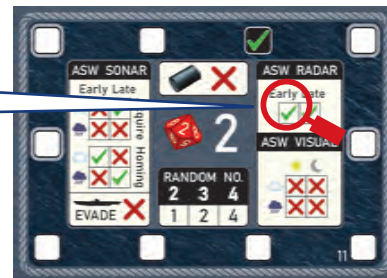 ASW SONAR
Early Late
quire Homing
EVADE
2
RANDOM NO.
2 3 4
1 2 4
ASW RADAR
Early Late
ASW VISUAL
11